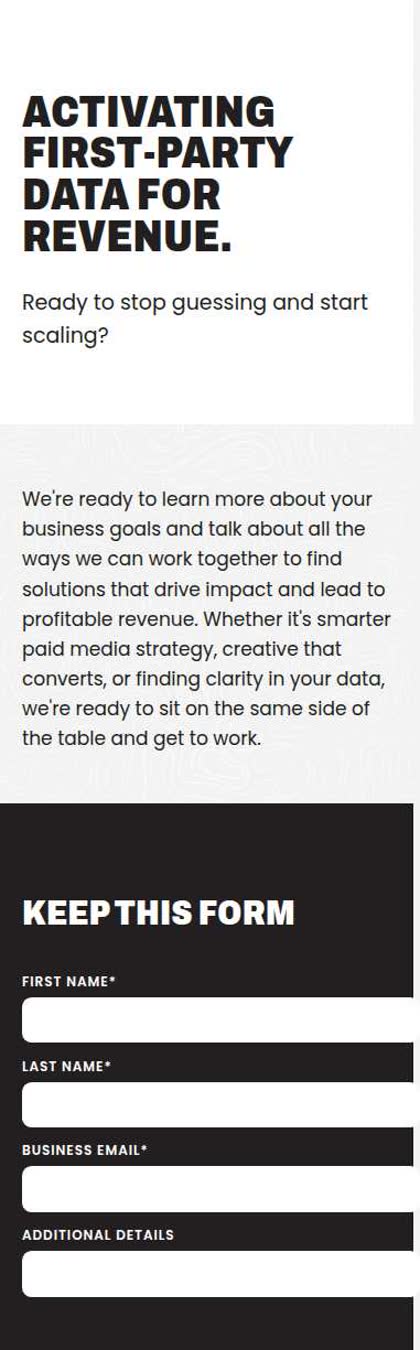 ACTIVATING
FIRST-PARTY
DATA FOR
REVENUE.
Ready to stop guessing and start
scaling?
We're ready to learn more about your
business goals and talk about all the
ways we can work together to find
solutions that drive impact and lead to
profitable revenue. Whether it's smarter
paid media strategy, creative that
converts, or finding clarity in your data,
we're ready to sit on the same side of
the table and get to work.
KEEP THIS FORM
FIRST NAME*
LAST NAME*
BUSINESS EMAIL*
ADDITIONAL DETAILS